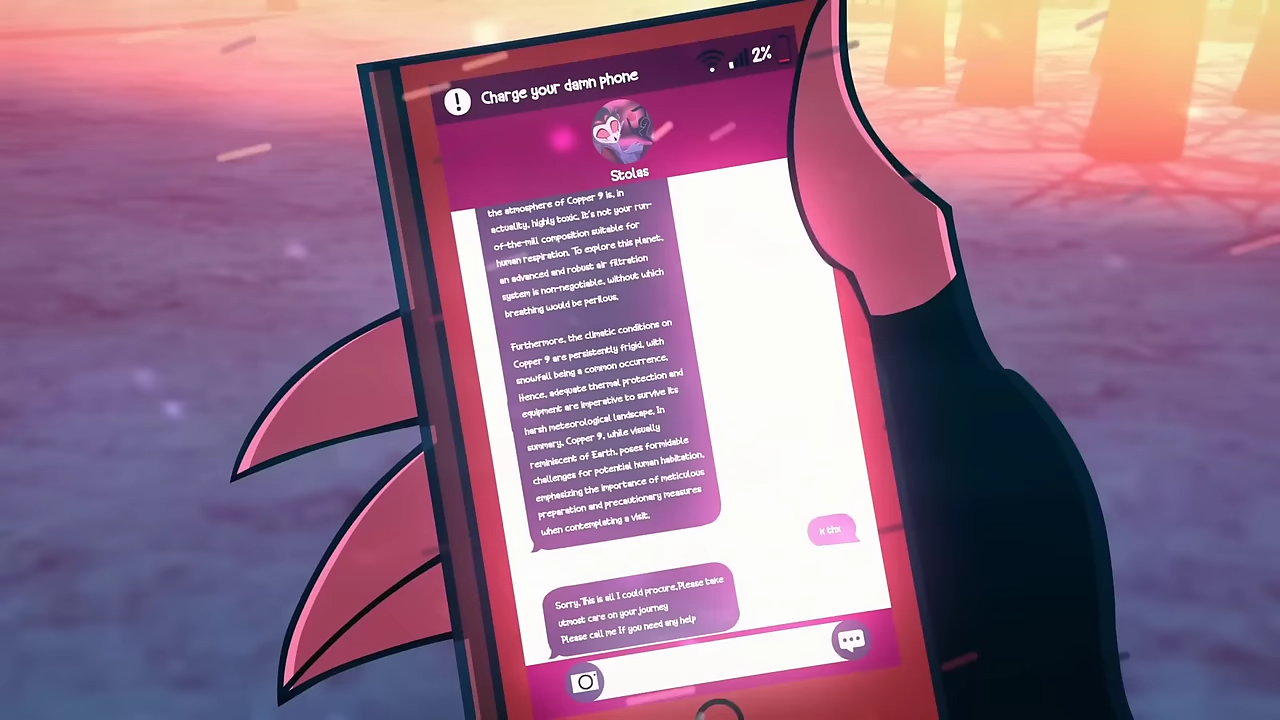 Charge your damn phone
2%
Stolas
the atmosphere of Copper 9 is, in
actuality, highly toxic. It's not your run-
of-the-mill composition suitable for
human respiration. To explore this planet,
an advanced and robust air filtration
system is non-negotiable, without which
breathing would be perilous.
Furthermore, the climatic conditions on
Copper 9 are persistently frigid, with
snowfall being a common occurrence.
Hence, adequate thermal protection and
equipment are imperative to survive its
harsh meteorological landscape. In
summary, Copper 9, while visually
reminiscent of Earth, poses formidable
challenges for potential human habitation,
emphasizing the importance of meticulous
preparation and precautionary measures
when contemplating a visit.
k thx
Sorry.This is all I could procure.Please take
utmost care on your journey
Please call me If you need any help